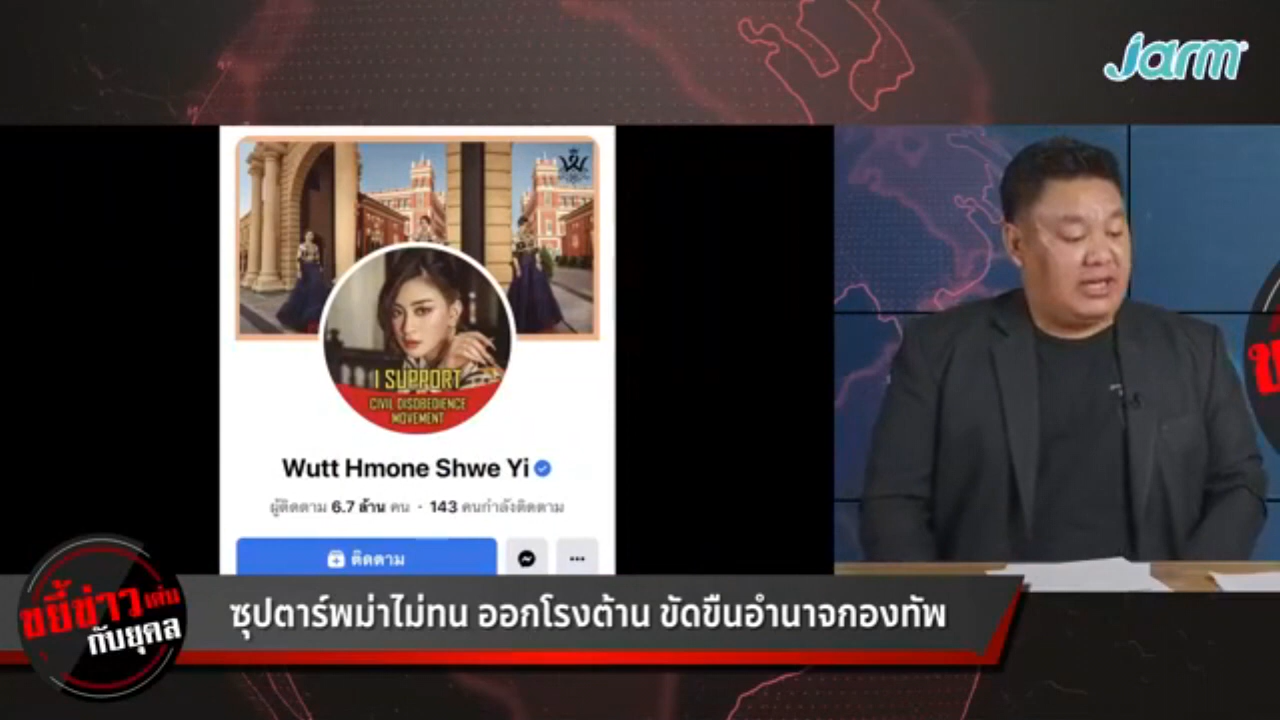 jarm
I SUPPORT
CIVIL DISOBEDIENCE
MOVEMENT
Wutt Hmone Shwe Yi
ผู้ติดตาม 6.7 ล้าน คน · 143 คนกำลังติดตาม
ติดตาม
ขยี้ข่าวเด่น
กับยุคล
ซุปตาร์พม่าไม่ทน ออกโรงต้าน ขัดขืนอำนาจกองทัพ